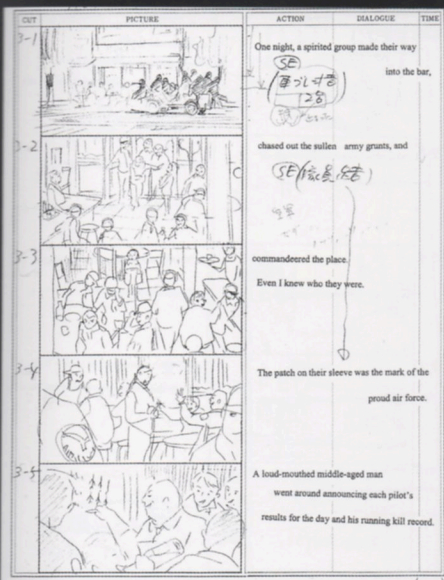 CUT PICTURE ACTION DIALOGUE TIME
3-1
One night, a spirited group made their way
into the bar,
SE
3-2
chased out the sullen army grunts, and
SE
3-3
commandeered the place.
Even I knew who they were.
3-4
The patch on their sleeve was the mark of the
proud air force.
3-5
A loud-mouthed middle-aged man
went around announcing each pilot's
results for the day and his running kill record.